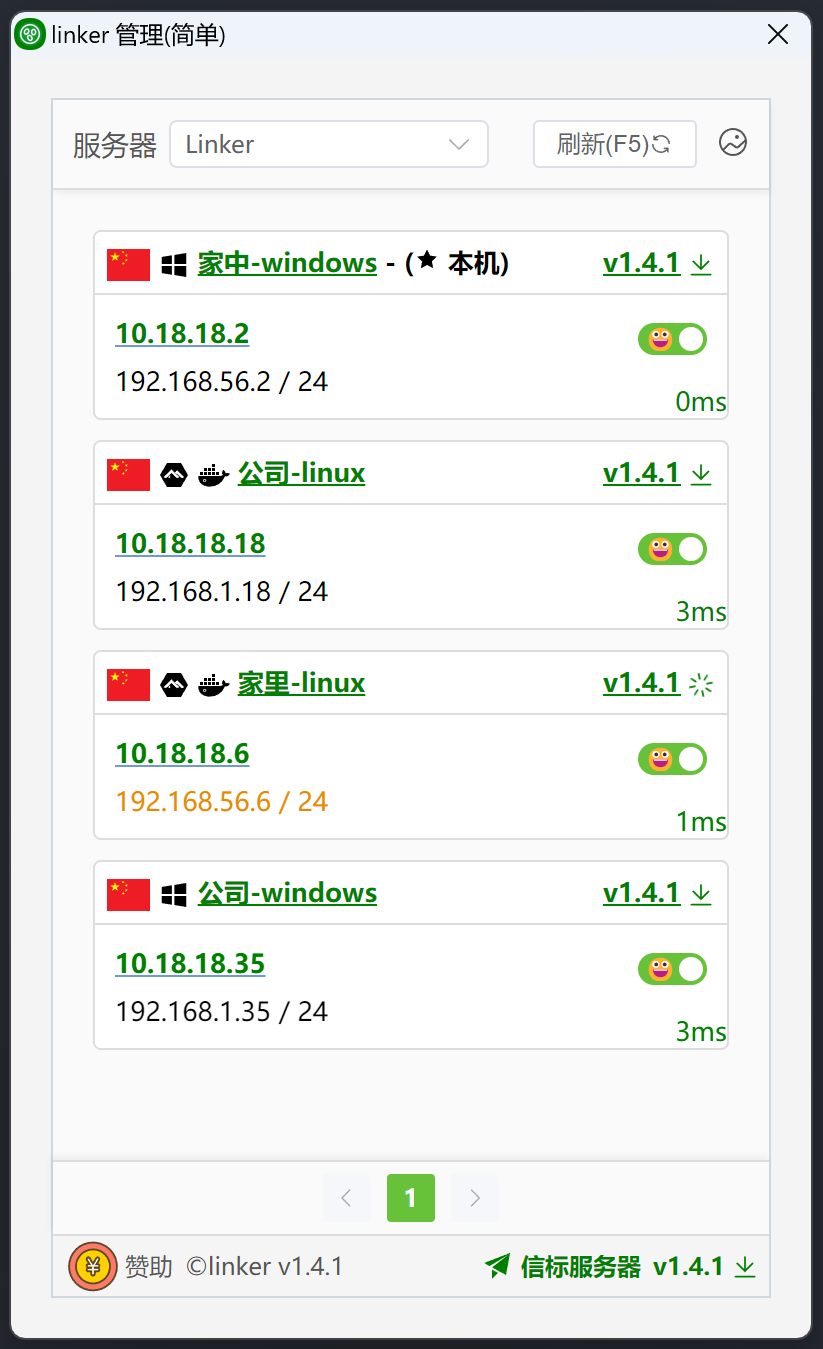 linker 管理(简单)
服务器 Linker 刷新(F5)
家中-windows - (★ 本机) v1.4.1
10.18.18.2
192.168.56.2 / 24
0ms
公司-linux v1.4.1
10.18.18.18
192.168.1.18 / 24
3ms
家里-linux v1.4.1
10.18.18.6
192.168.56.6 / 24
1ms
公司-windows v1.4.1
10.18.18.35
192.168.1.35 / 24
3ms
1
¥ 赞助 ©linker v1.4.1 信标服务器 v1.4.1